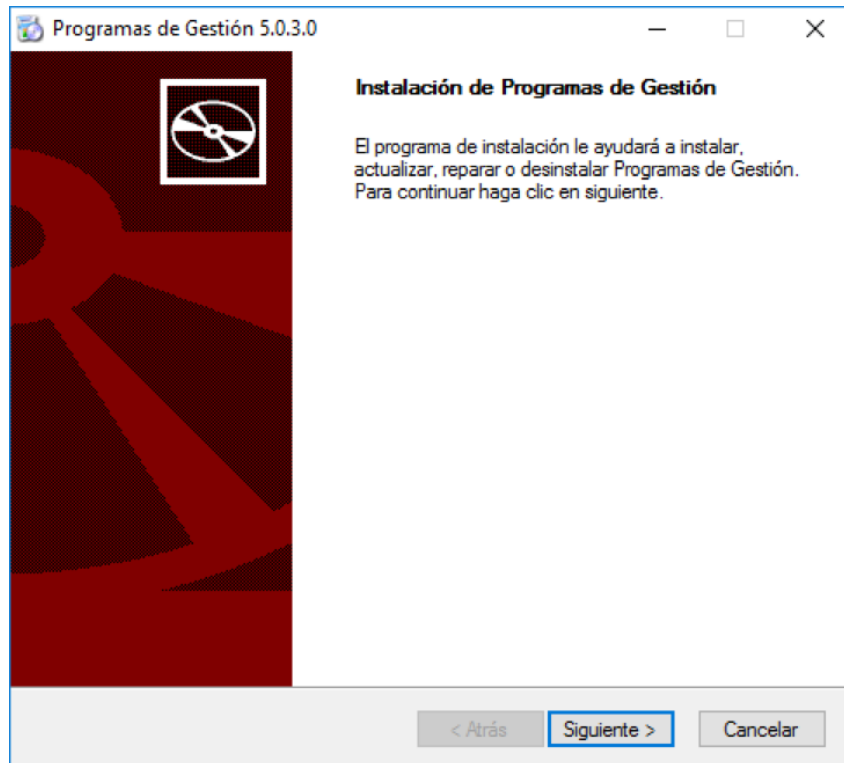 Programas de Gestión 5.0.3.0
Instalación de Programas de Gestión
El programa de instalación le ayudará a instalar,
actualizar, reparar o desinstalar Programas de Gestión.
Para continuar haga clic en siguiente.
< Atrás
Siguiente >
Cancelar